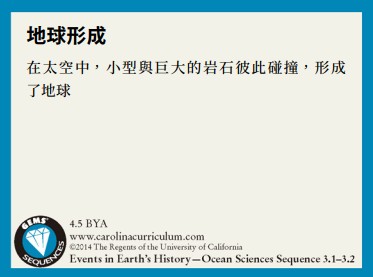 地球形成
在太空中，小型與巨大的岩石彼此碰撞，形成
了地球
GEMS
SEQUENCES
4.5 BYA
www.carolinacurriculum.com
©2014 The Regents of the University of California
Events in Earth's History—Ocean Sciences Sequence 3.1–3.2